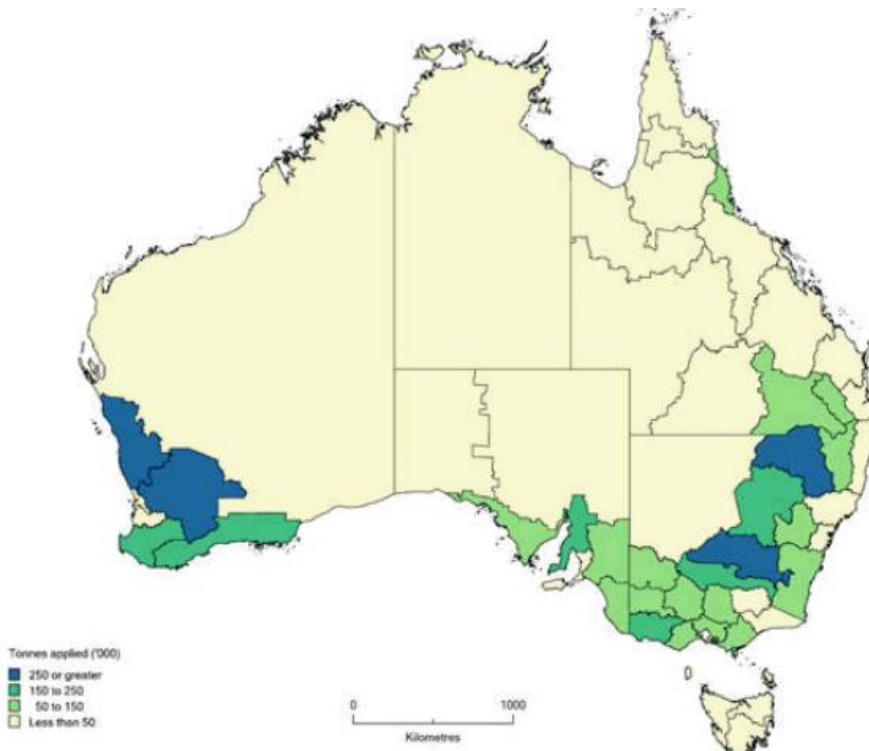 Tonnes applied ('000)
250 or greater
150 to 250
50 to 150
Less than 50
0 1000
Kilometres